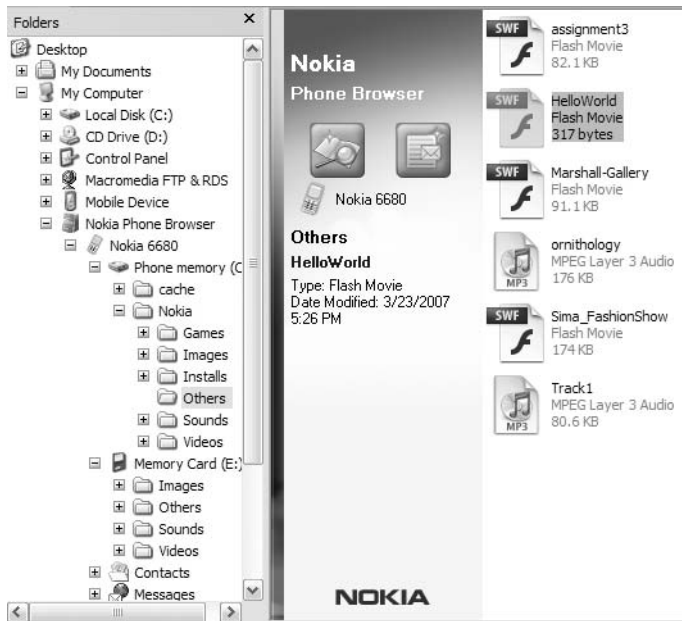 Folders
Desktop
My Documents
My Computer
Local Disk (C:)
CD Drive (D:)
Control Panel
Macromedia FTP & RDS
Mobile Device
Nokia Phone Browser
Nokia 6680
Phone memory (C
cache
Nokia
Games
Images
Installs
Others
Sounds
Videos
Memory Card (E:)
Images
Others
Sounds
Videos
Contacts
Messages
Nokia
Phone Browser
Nokia 6680
Others
HelloWorld
Type: Flash Movie
Date Modified: 3/23/2007
5:26 PM
NOKIA
SWF
assignment3
Flash Movie
82.1 KB
SWF
HelloWorld
Flash Movie
317 bytes
SWF
Marshall-Gallery
Flash Movie
91.1 KB
MP3
ornithology
MPEG Layer 3 Audio
176 KB
SWF
Sima_FashionShow
Flash Movie
174 KB
MP3
Track1
MPEG Layer 3 Audio
80.6 KB